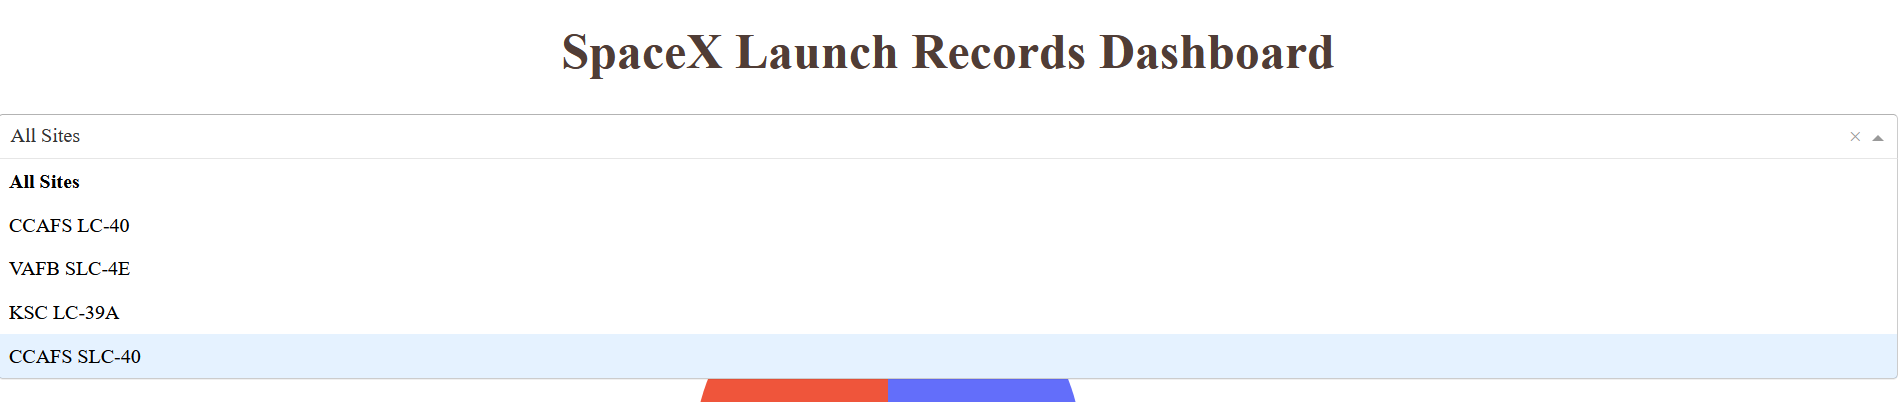 SpaceX Launch Records Dashboard
All Sites
All Sites
CCAFS LC-40
VAFB SLC-4E
KSC LC-39A
CCAFS SLC-40